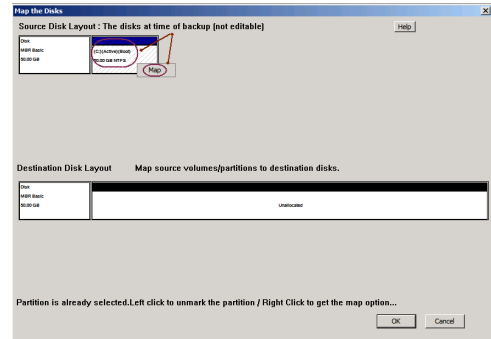 Map the Disks
Source Disk Layout : The disks at time of backup (not editable)
Help
Disk
MBR Basic
50.00 GB
(C:)(Active)(Boot)
50.00 GB NTFS
Map
Destination Disk Layout Map source volumes/partitions to destination disks.
Disk
MBR Basic
50.00 GB
Unallocated
Partition is already selected.Left click to unmark the partition / Right Click to get the map option...
OK Cancel